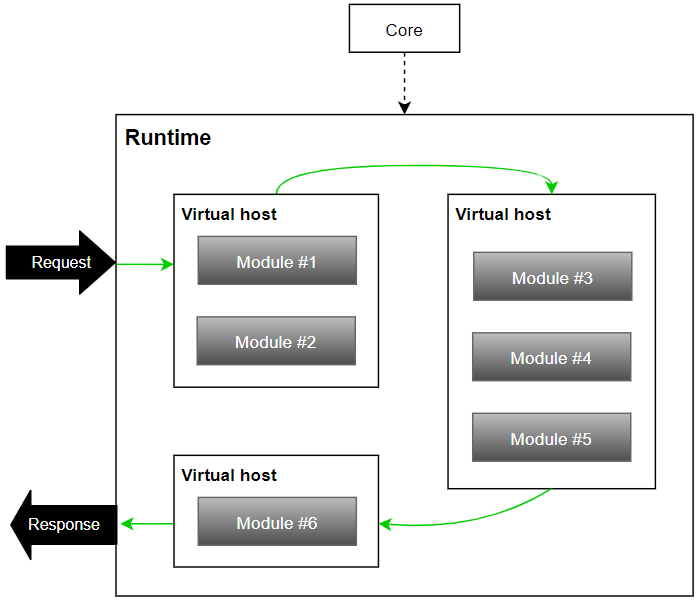 Core
Runtime
Virtual host
Module #1
Module #2
Virtual host
Module #3
Module #4
Module #5
Request
Virtual host
Module #6
Response